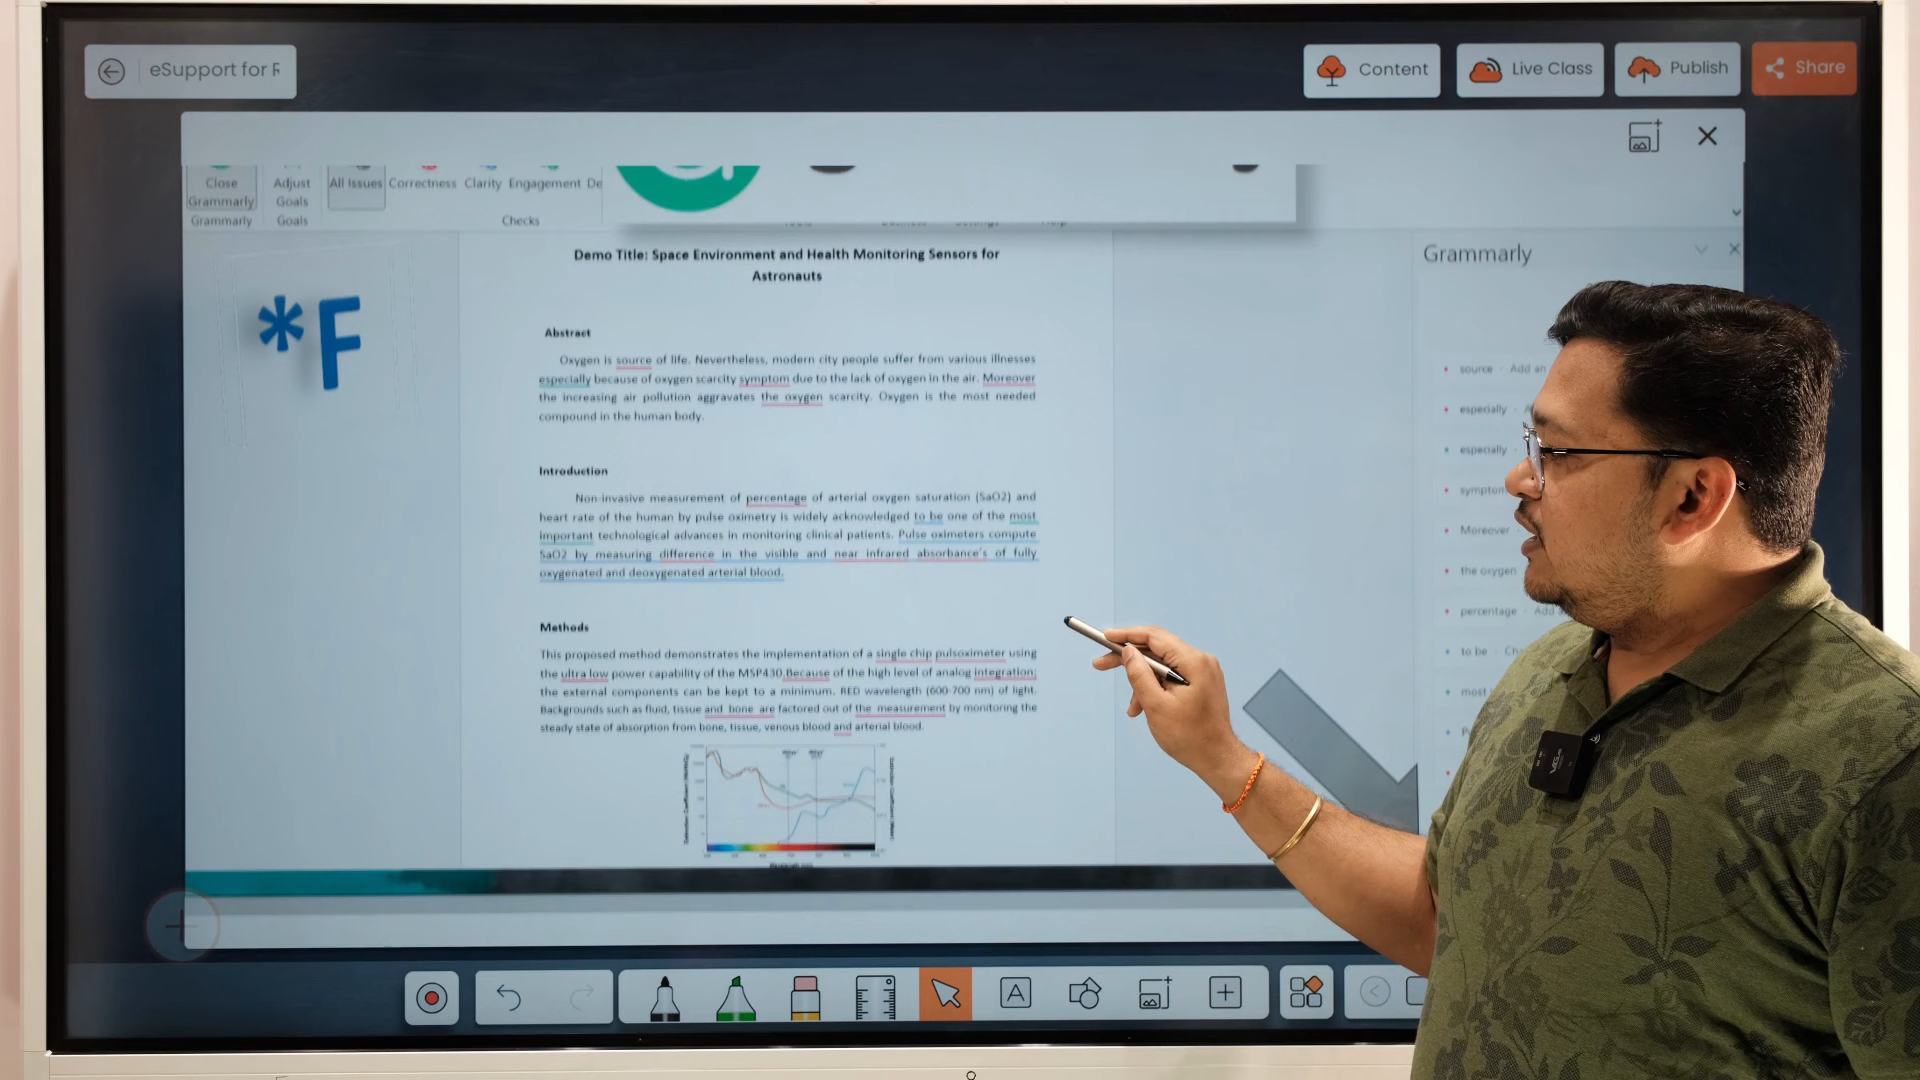 eSupport for F
Content
Live Class
Publish
Share
Close
Grammarly
Grammarly
Adjust
Goals
Goals
All Issues Correctness Clarity Engagement De
Checks
*F
Demo Title: Space Environment and Health Monitoring Sensors for
Astronauts
Abstract
Oxygen is source of life. Nevertheless, modern city people suffer from various illnesses
especially because of oxygen scarcity symptom due to the lack of oxygen in the air. Moreover
the increasing air pollution aggravates the oxygen scarcity. Oxygen is the most needed
compound in the human body.
Introduction
Non-invasive measurement of percentage of arterial oxygen saturation (SaO2) and
heart rate of the human by pulse oximetry is widely acknowledged to be one of the most
important technological advances in monitoring clinical patients. Pulse oximeters compute
SaO2 by measuring difference in the visible and near infrared absorbance's of fully
oxygenated and deoxygenated arterial blood.
Methods
This proposed method demonstrates the implementation of a single chip pulsoximeter using
the ultra low power capability of the MSP430.Because of the high level of analog integration;
the external components can be kept to a minimum. RED wavelength (600-700 nm) of light.
Backgrounds such as fluid, tissue and bone are factored out of the measurement by monitoring the
steady state of absorption from bone, tissue, venous blood and arterial blood.
Grammarly
source · Add an
especially
especially
symptom
Moreover
the oxygen
percentage · Add a
to be · Ch
most
A